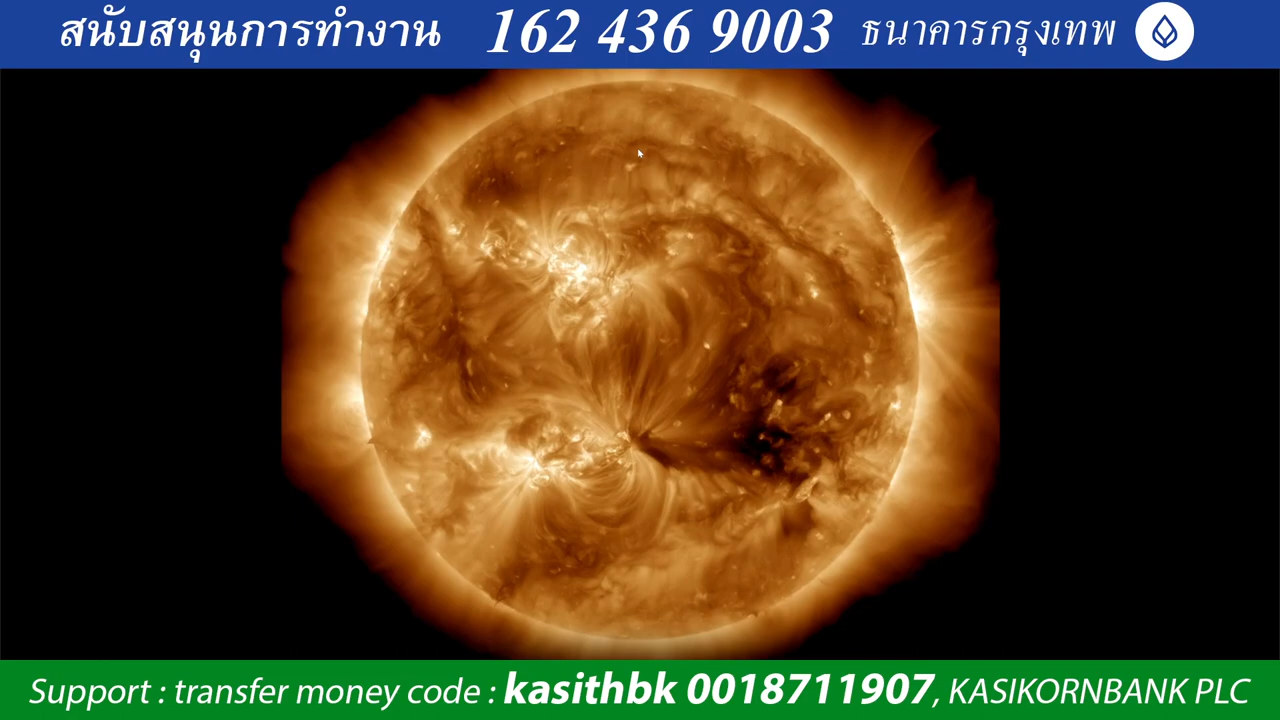 สนับสนุนการทำงาน 162 436 9003 ธนาคารกรุงเทพ
Support : transfer money code : kasithbk 0018711907, KASIKORNBANK PLC